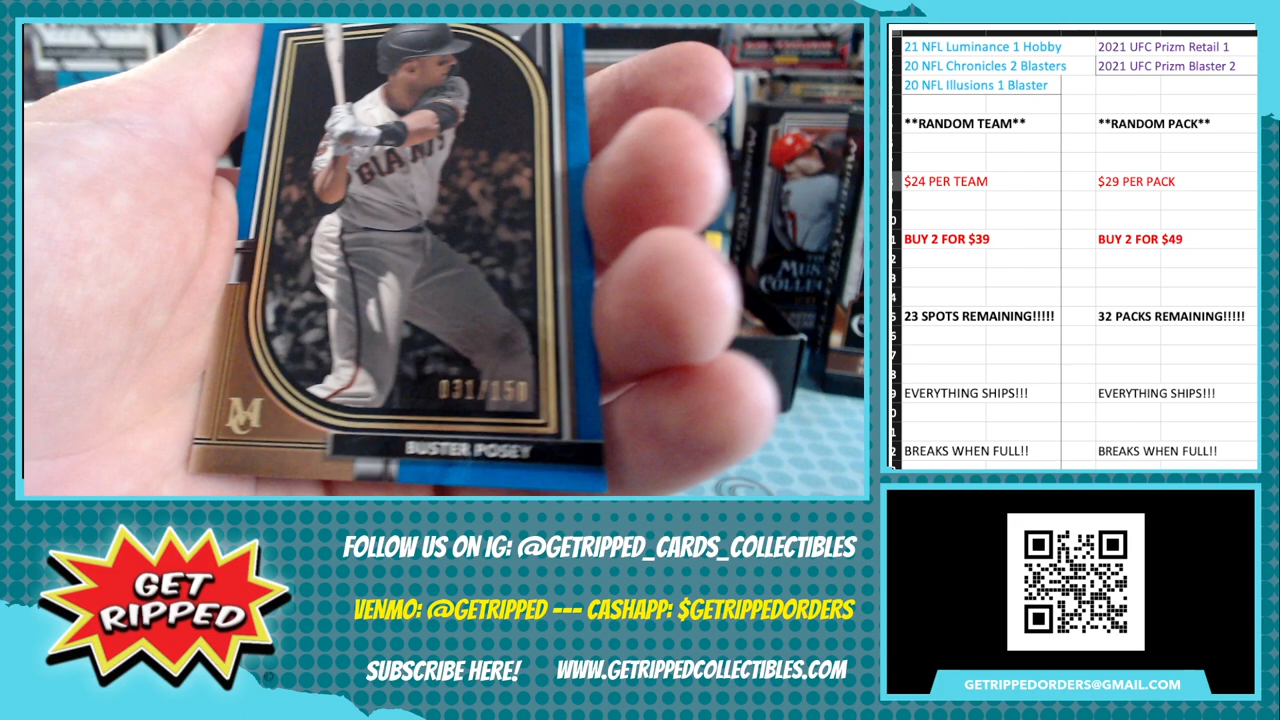 GIANTS
031/150
BUSTER POSEY
MUS
COLLE
21 NFL Luminance 1 Hobby
2021 UFC Prizm Retail 1
20 NFL Chronicles 2 Blasters
2021 UFC Prizm Blaster 2
20 NFL Illusions 1 Blaster
**RANDOM TEAM**
**RANDOM PACK**
$24 PER TEAM
$29 PER PACK
BUY 2 FOR $39
BUY 2 FOR $49
23 SPOTS REMAINING!!!!!
32 PACKS REMAINING!!!!!
EVERYTHING SHIPS!!!
EVERYTHING SHIPS!!!
BREAKS WHEN FULL!!
BREAKS WHEN FULL!!
GET
RIPPED
FOLLOW US ON IG: @GETRIPPED_CARDS_COLLECTIBLES
VENMO: @GETRIPPED --- CASHAPP: $GETRIPPEDORDERS
SUBSCRIBE HERE! WWW.GETRIPPEDCOLLECTIBLES.COM
GETRIPPEDORDERS@GMAIL.COM